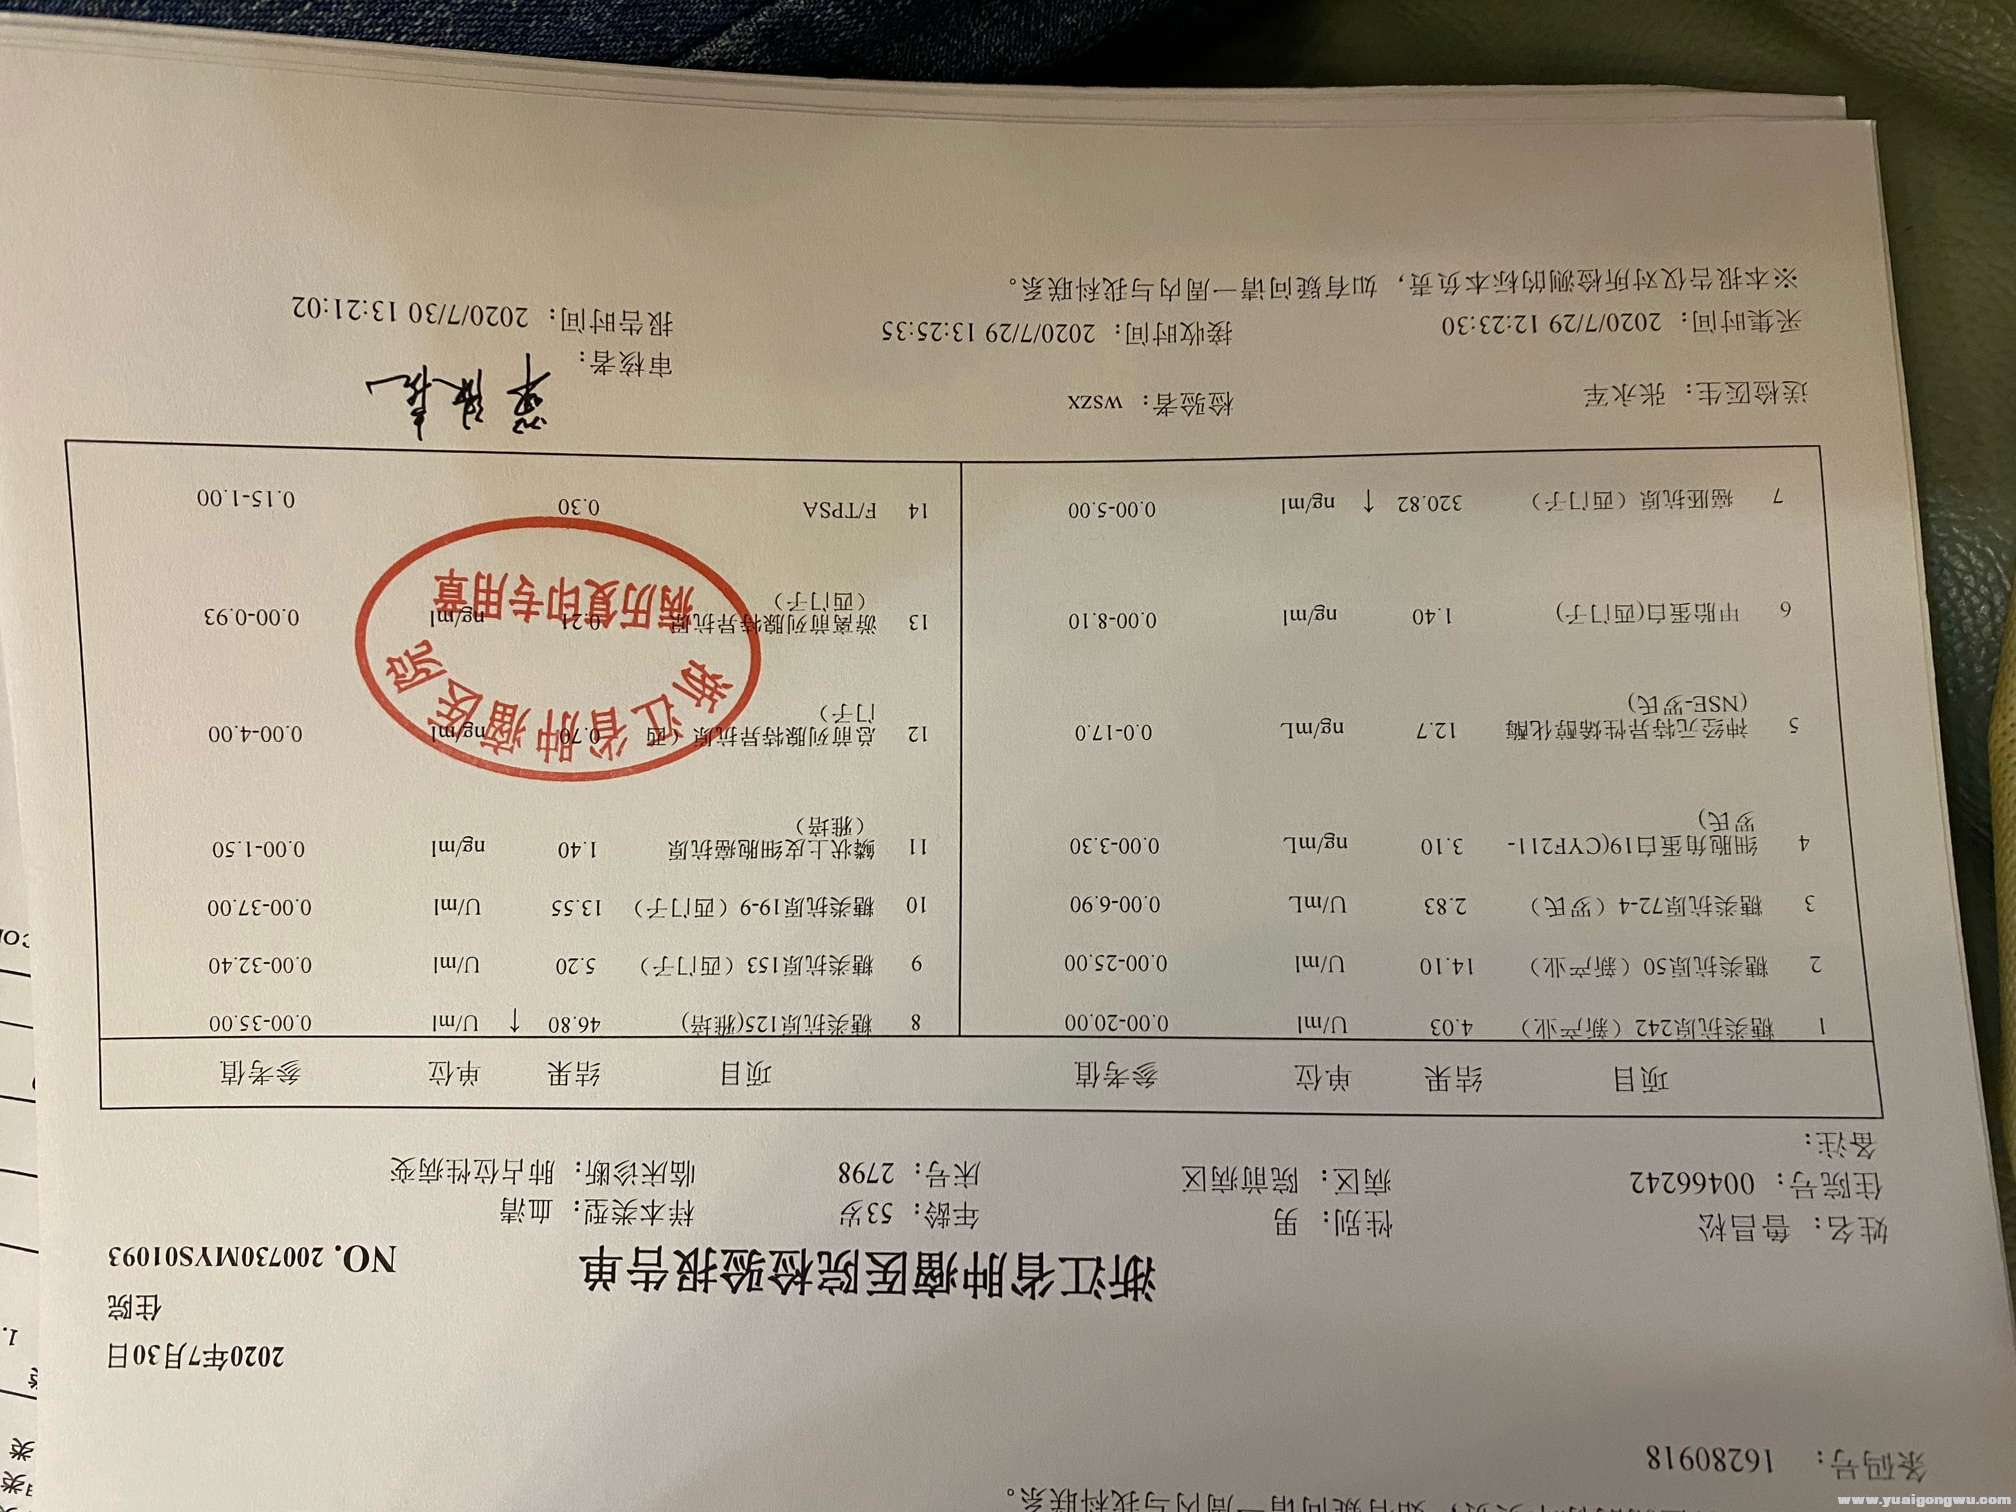 条码号： 16280918
2020年7月30日
住院
浙江省肿瘤医院检验报告单
NO. 200730MYS01093
姓名： 鲁昌松 性别： 男 年龄： 53岁 样本类型： 血清
住院号： 00466242 病区： 院前病区 床号： 2798 临床诊断： 肺占位性病变
备注：
项目 结果 单位 参考值 项目 结果 单位 参考值
1 糖类抗原242（新产业） 4.03 U/ml 0.00-20.00 8 糖类抗原125(雅培) 46.80 ↑ U/ml 0.00-35.00
2 糖类抗原50（新产业） 14.10 U/ml 0.00-25.00 9 糖类抗原153（西门子） 5.20 U/ml 0.00-32.40
3 糖类抗原72-4（罗氏） 2.83 U/mL 0.00-6.90 10 糖类抗原19-9（西门子） 13.55 U/ml 0.00-37.00
4 细胞角蛋白19(CYF211- 3.10 ng/mL 0.00-3.30 11 鳞状上皮细胞癌抗原 1.40 ng/ml 0.00-1.50
罗氏) （雅培）
5 神经元特异性烯醇化酶 12.7 ng/mL 0.0-17.0 12 总前列腺特异抗原（西 0.70 ng/ml 0.00-4.00
(NSE-罗氏) 门子）
6 甲胎蛋白(西门子) 1.40 ng/ml 0.00-8.10 13 游离前列腺特异抗原 0.21 ng/ml 0.00-0.93
（西门子）
7 癌胚抗原（西门子） 320.82 ↑ ng/ml 0.00-5.00 14 F/TPSA 0.30 0.15-1.00
浙江省肿瘤医院
病历复印专用章
送检医生： 张永军 检验者： WSZX 审核者：
采集时间： 2020/7/29 12:23:30 接收时间： 2020/7/29 13:25:35 报告时间： 2020/7/30 13:21:02
※本报告仅对所检测的标本负责，如有疑问请一周内与我科联系。
www.yuaigongwu.com